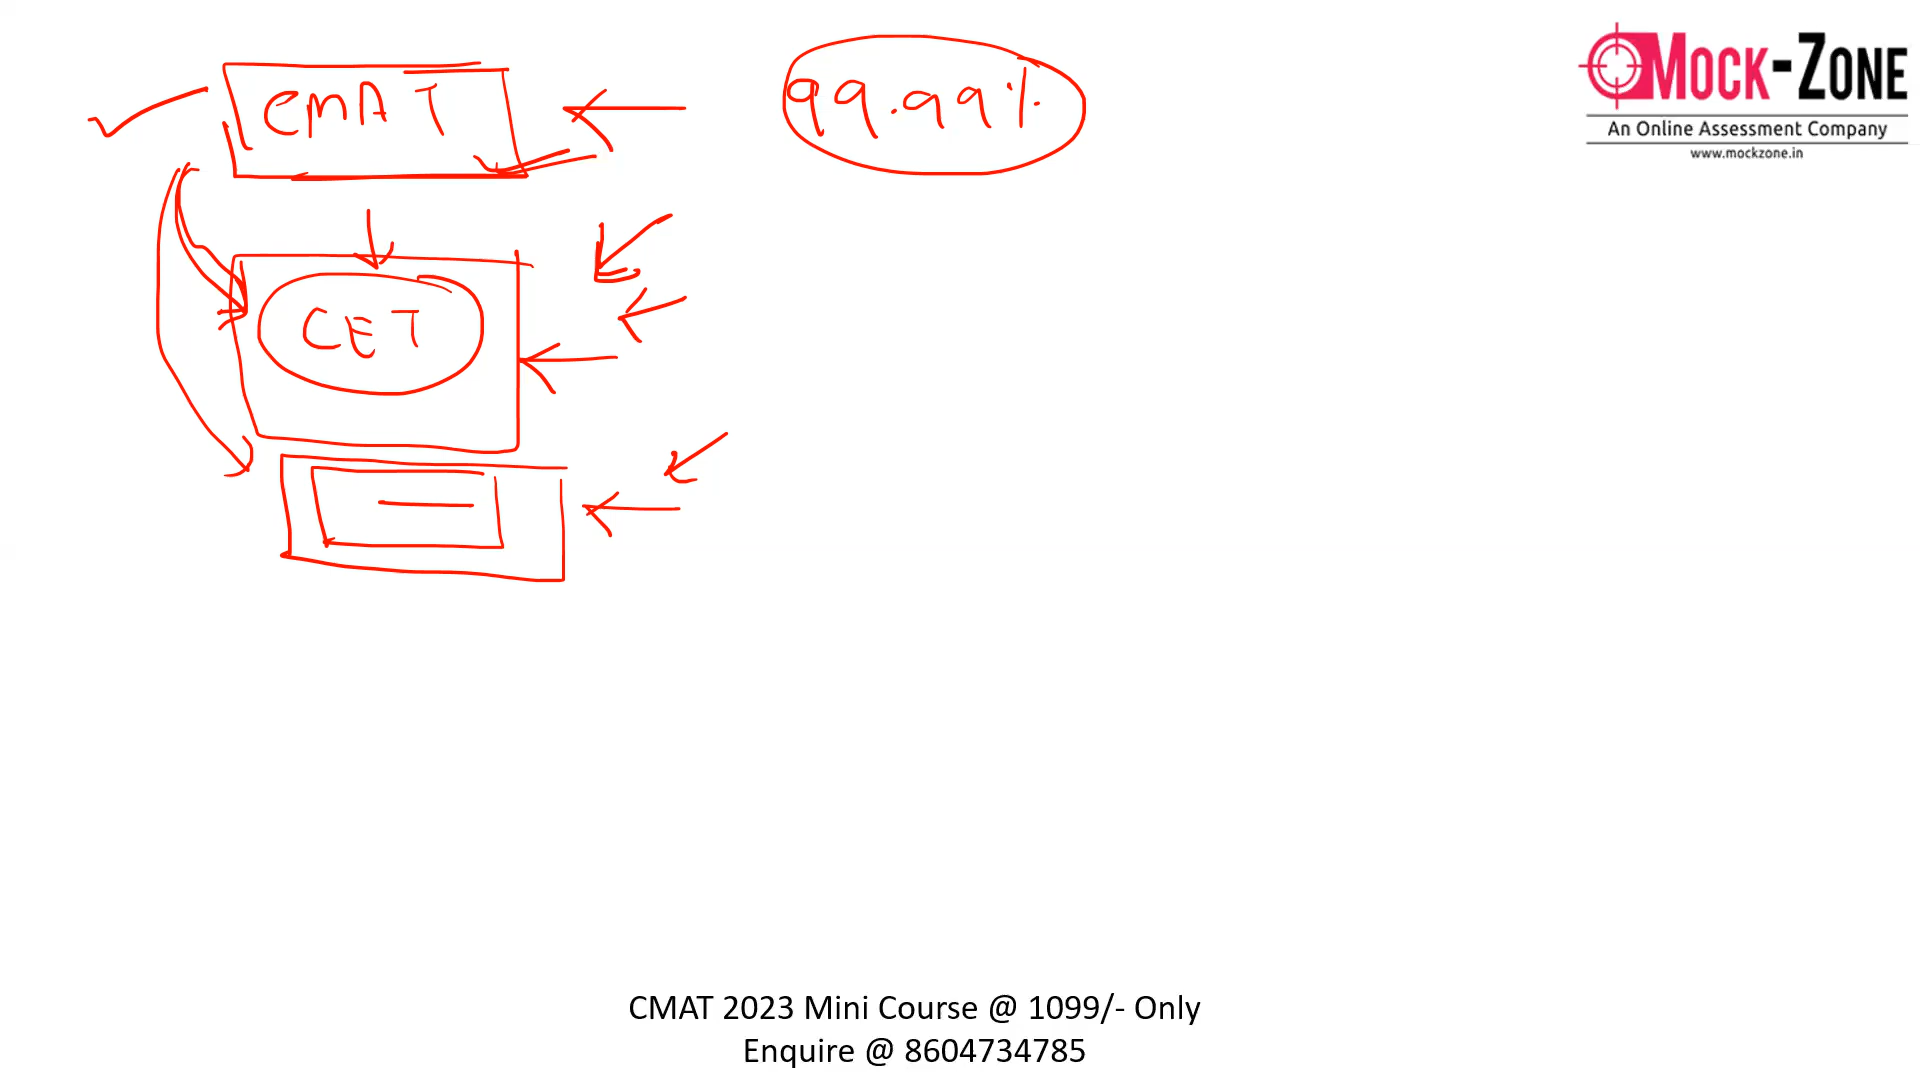 CMAT
99.99%
MOCK-ZONE
An Online Assessment Company
www.mockzone.in
CET
CMAT 2023 Mini Course @ 1099/- Only
Enquire @ 8604734785